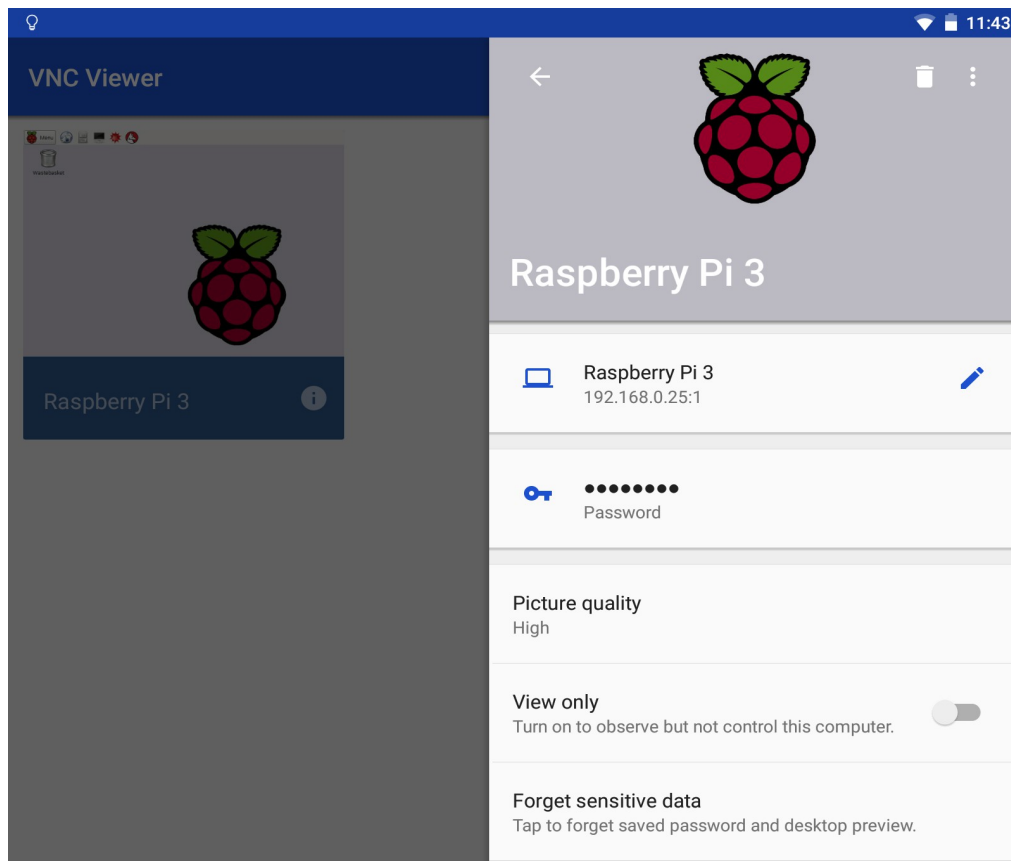 11:43
VNC Viewer
Menu
Wastebasket
Raspberry Pi 3
Raspberry Pi 3
Raspberry Pi 3
192.168.0.25:1
••••••••
Password
Picture quality
High
View only
Turn on to observe but not control this computer.
Forget sensitive data
Tap to forget saved password and desktop preview.